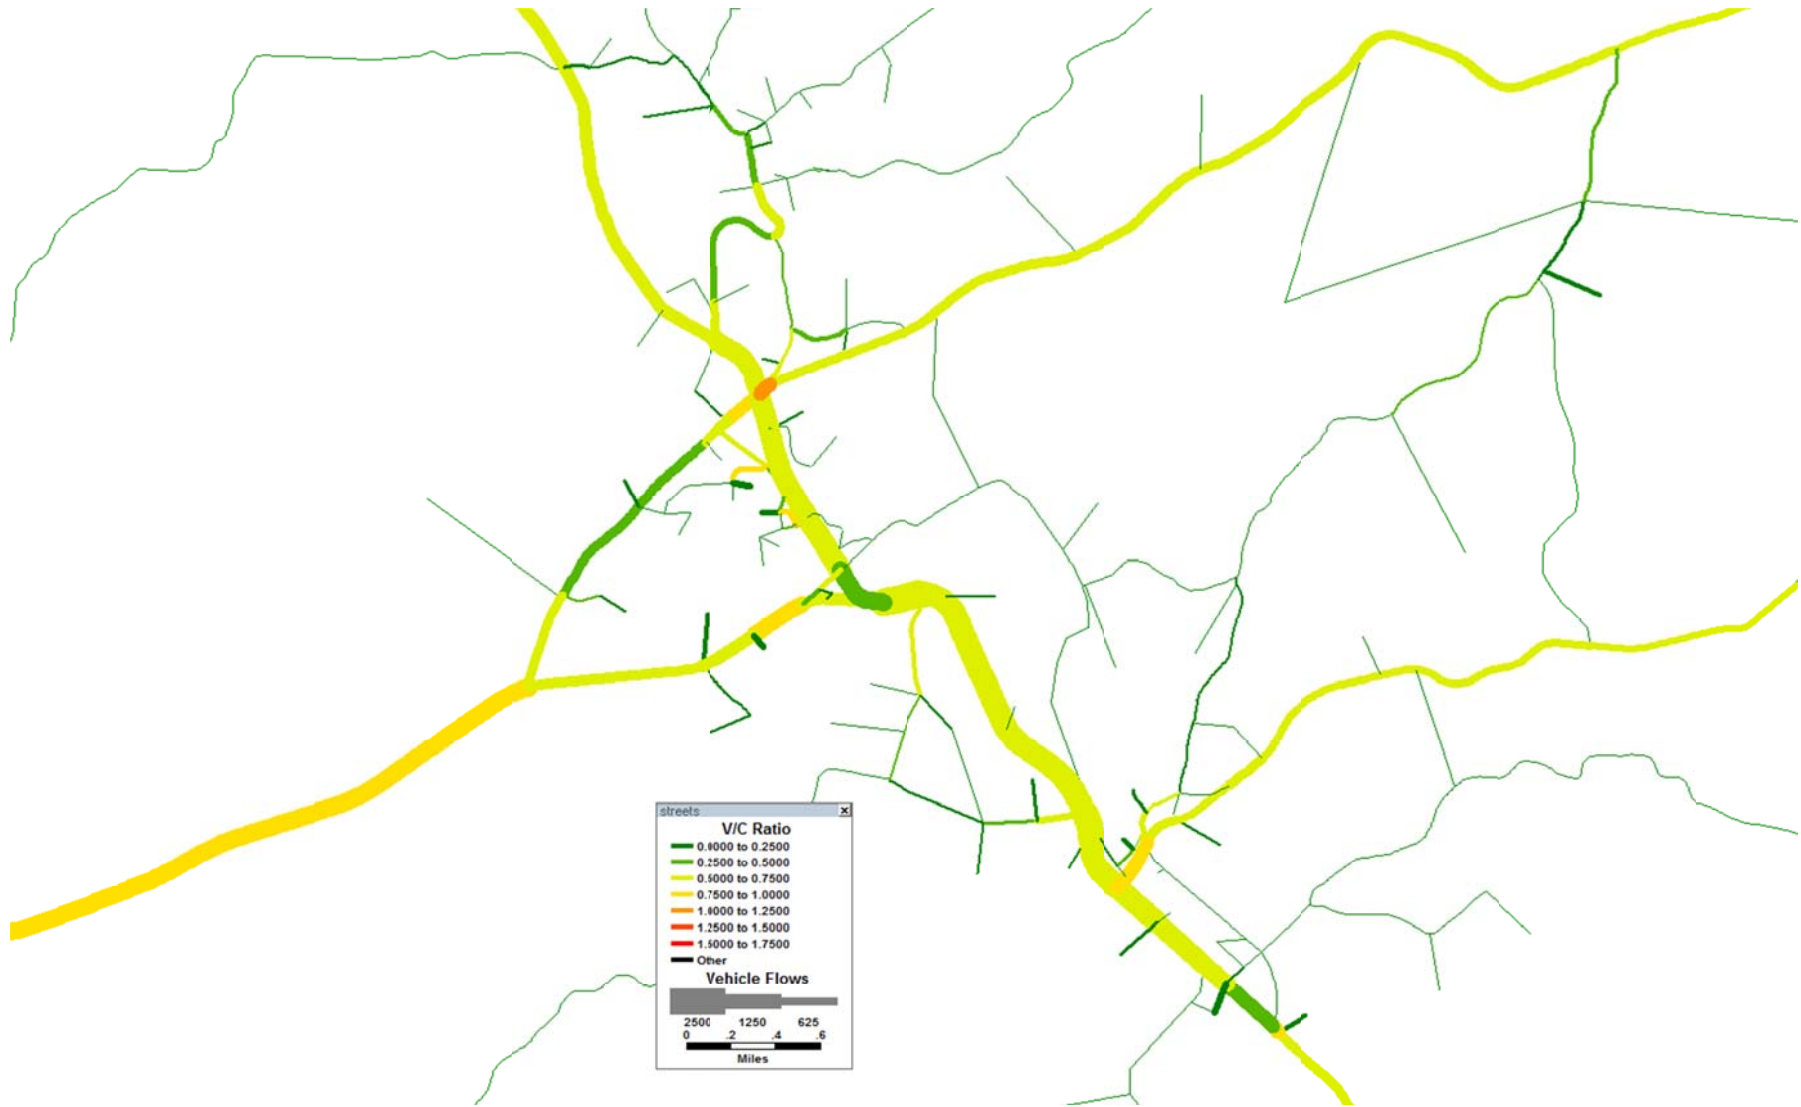 streets
V/C Ratio
0.0000 to 0.2500
0.2500 to 0.5000
0.5000 to 0.7500
0.7500 to 1.0000
1.0000 to 1.2500
1.2500 to 1.5000
1.5000 to 1.7500
Other
Vehicle Flows
2500 1250 625
0 .2 .4 .6
Miles